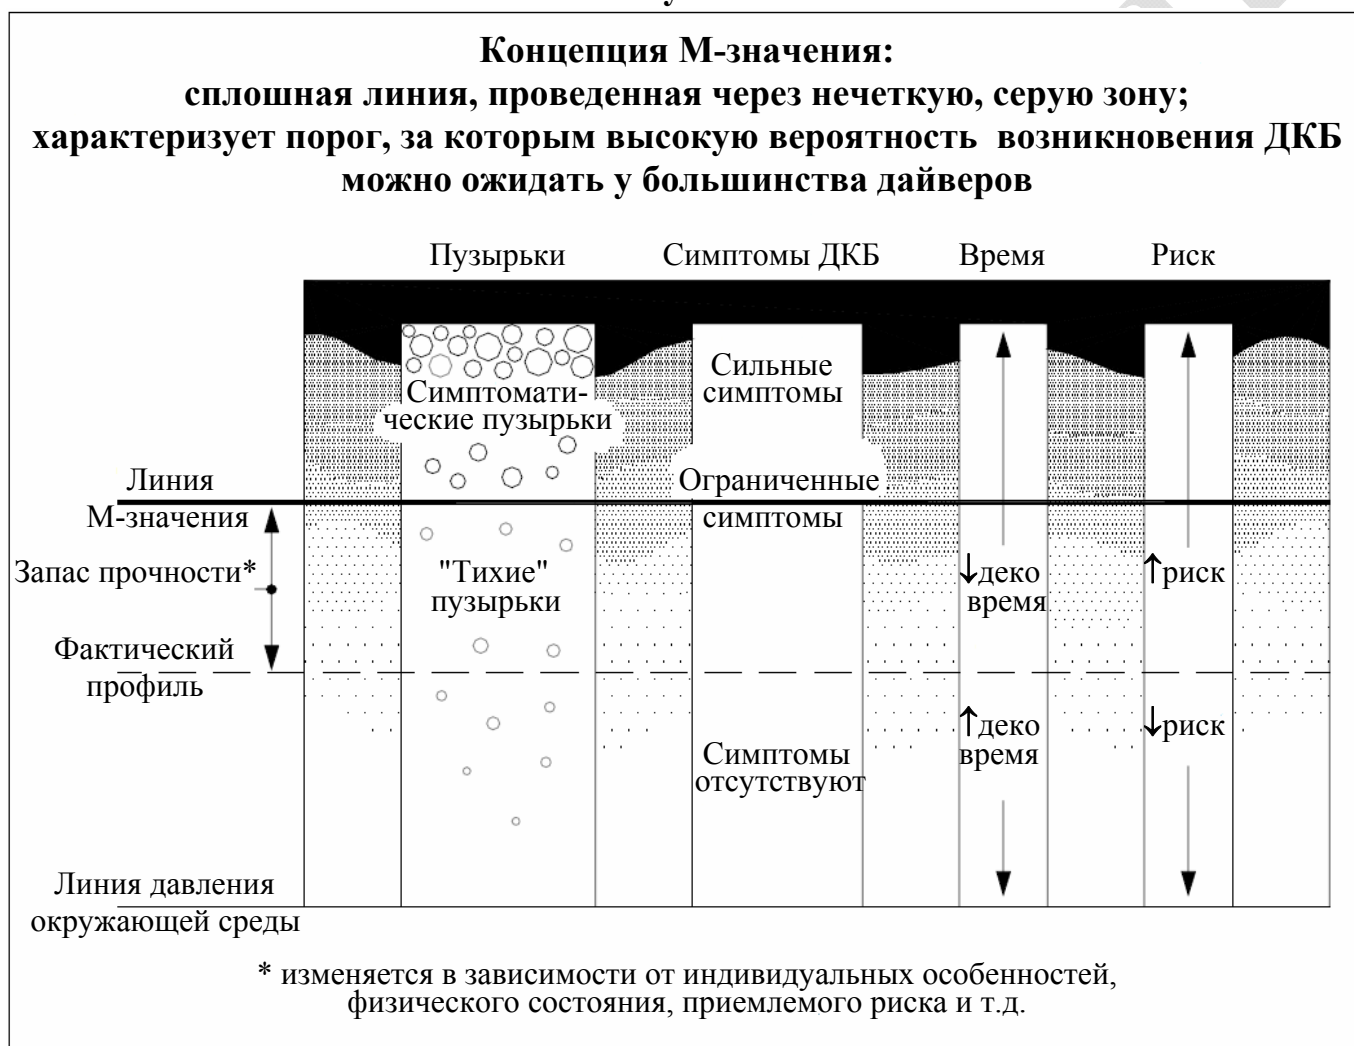 Концепция М-значения:
сплошная линия, проведенная через нечеткую, серую зону;
характеризует порог, за которым высокую вероятность возникновения ДКБ
можно ожидать у большинства дайверов
Пузырьки
Симптомы ДКБ
Время
Риск
Симптомати-
ческие пузырьки
Сильные
симптомы
Линия
М-значения
Ограниченные
симптомы
Запас прочности*
"Тихие"
пузырьки
↓деко
время
↑риск
Фактический
профиль
Симптомы
отсутствуют
↑деко
время
↓риск
Линия давления
окружающей среды
* изменяется в зависимости от индивидуальных особенностей,
физического состояния, приемлемого риска и т.д.